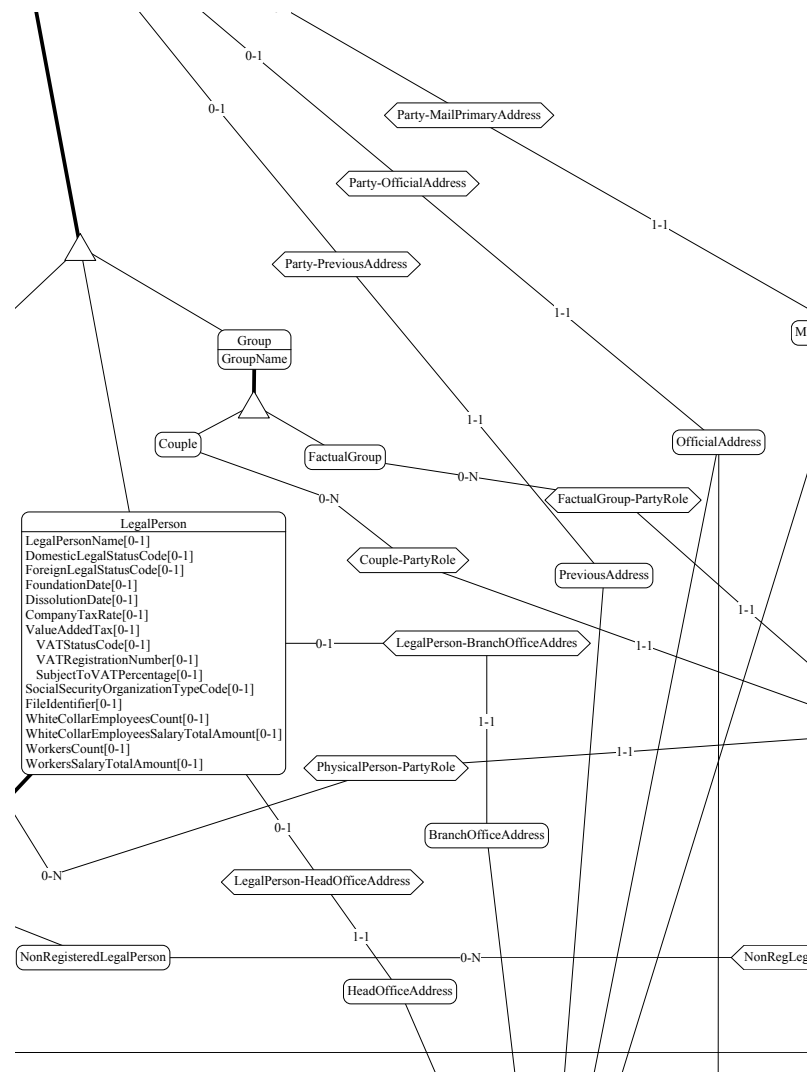 0-1
0-1
Party-MailPrimaryAddress
Party-OfficialAddress
1-1
Party-PreviousAddress
1-1
M
Group
GroupName
1-1
Couple
FactualGroup
OfficialAddress
0-N
0-N
FactualGroup-PartyRole
LegalPerson
LegalPersonName[0-1]
DomesticLegalStatusCode[0-1]
ForeignLegalStatusCode[0-1]
FoundationDate[0-1]
DissolutionDate[0-1]
CompanyTaxRate[0-1]
ValueAddedTax[0-1]
VATStatusCode[0-1]
VATRegistrationNumber[0-1]
SubjectToVATPercentage[0-1]
SocialSecurityOrganizationTypeCode[0-1]
FileIdentifier[0-1]
WhiteCollarEmployeesCount[0-1]
WhiteCollarEmployeesSalaryTotalAmount[0-1]
WorkersCount[0-1]
WorkersSalaryTotalAmount[0-1]
Couple-PartyRole
PreviousAddress
1-1
0-1
LegalPerson-BranchOfficeAddres
1-1
1-1
1-1
PhysicalPerson-PartyRole
0-1
BranchOfficeAddress
0-N
LegalPerson-HeadOfficeAddress
1-1
NonRegisteredLegalPerson
0-N
NonRegLeg
HeadOfficeAddress